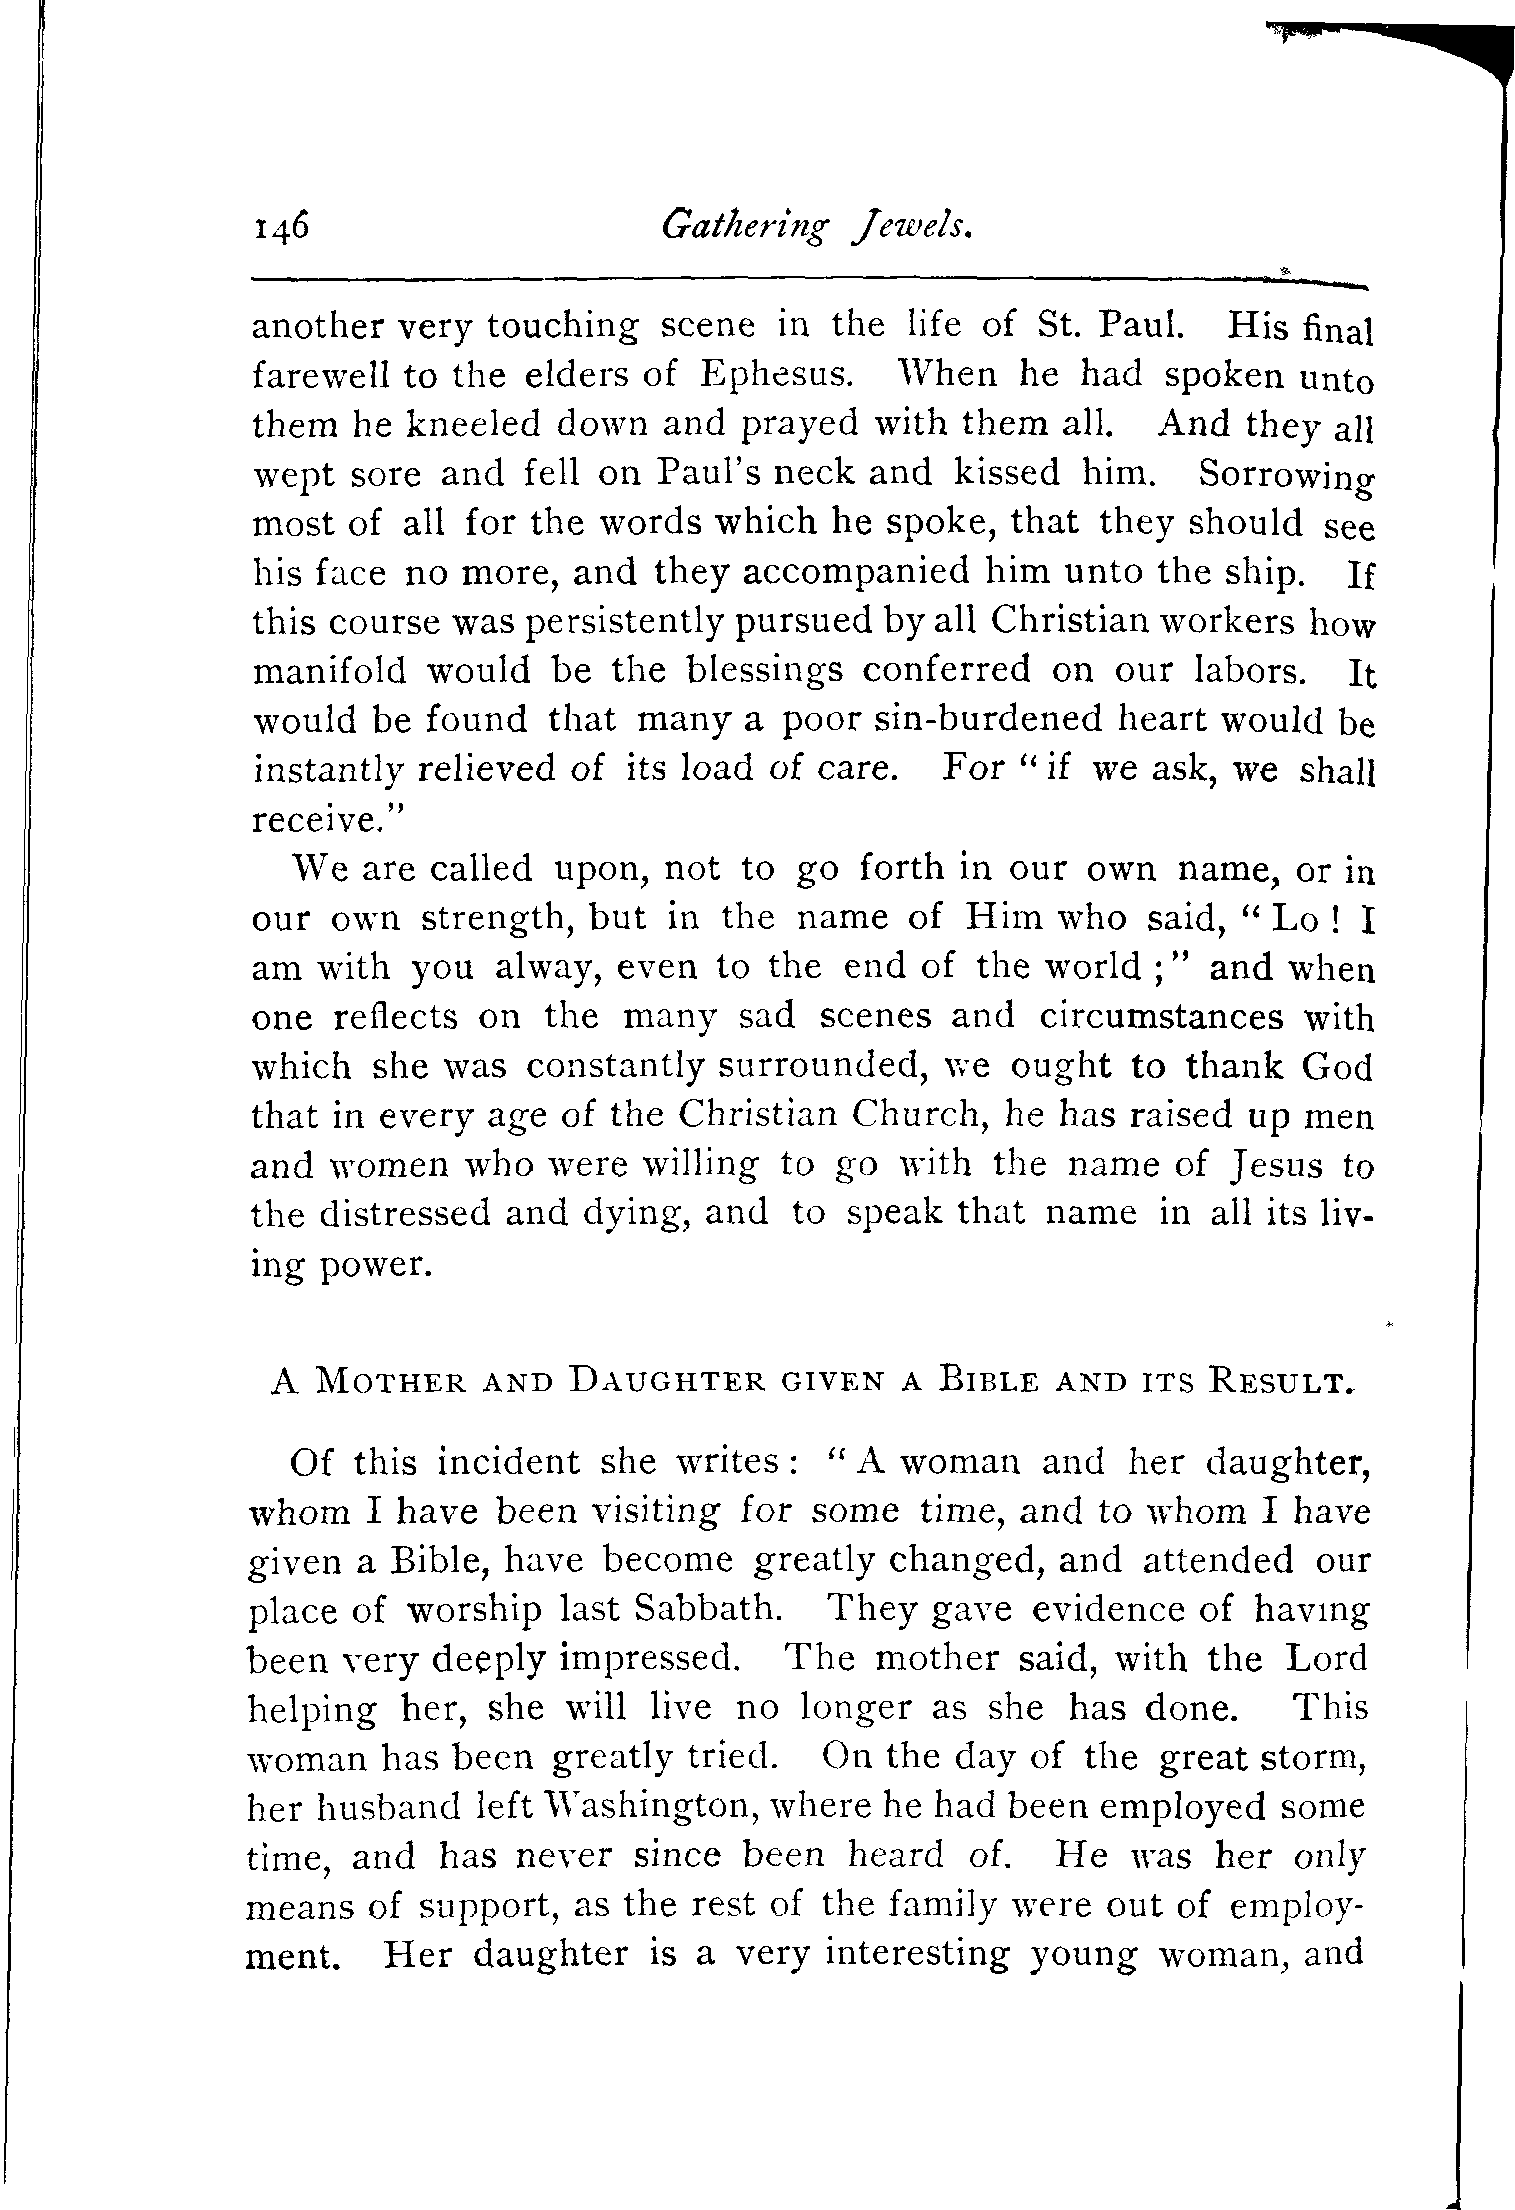 146 Gathering Jewels.
another very touching scene in the life of St. Paul. His final
farewell to the elders of Ephesus. When he had spoken unto
them he kneeled down and prayed with them all. And they all
wept sore and fell on Paul's neck and kissed him. Sorrowing
most of all for the words which he spoke, that they should see
his face no more, and they accompanied him unto the ship. If
this course was persistently pursued by all Christian workers how
manifold would be the blessings conferred on our labors. It
would be found that many a poor sin-burdened heart would be
instantly relieved of its load of care. For "if we ask, we shall
receive."
We are called upon, not to go forth in our own name, or in
our own strength, but in the name of Him who said, "Lo! I
am with you alway, even to the end of the world;" and when
one reflects on the many sad scenes and circumstances with
which she was constantly surrounded, we ought to thank God
that in every age of the Christian Church, he has raised up men
and women who were willing to go with the name of Jesus to
the distressed and dying, and to speak that name in all its liv-
ing power.
A Mother and Daughter given a Bible and its Result.
Of this incident she writes: "A woman and her daughter,
whom I have been visiting for some time, and to whom I have
given a Bible, have become greatly changed, and attended our
place of worship last Sabbath. They gave evidence of having
been very deeply impressed. The mother said, with the Lord
helping her, she will live no longer as she has done. This
woman has been greatly tried. On the day of the great storm,
her husband left Washington, where he had been employed some
time, and has never since been heard of. He was her only
means of support, as the rest of the family were out of employ-
ment. Her daughter is a very interesting young woman, and